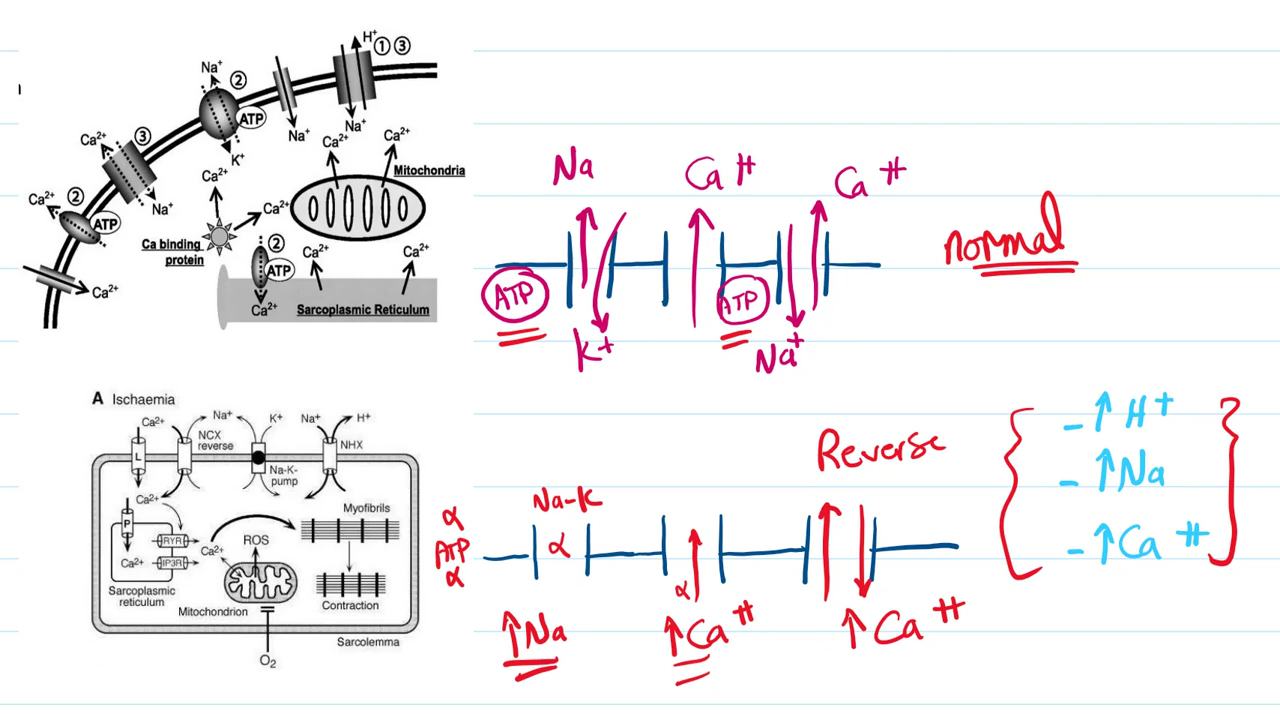 H⁺
① ③
Na⁺
②
ATP
K⁺
Na⁺
Na⁺
Ca²⁺
③
Na⁺
Ca²⁺
Ca²⁺
Ca²⁺
Mitochondria
Ca²⁺
②
ATP
Ca²⁺
Ca²⁺
Ca binding
protein
②
ATP
Ca²⁺
Ca²⁺
Ca²⁺
Ca²⁺
Sarcoplasmic Reticulum
Na
Ca++
Ca++
normal
ATP
ATP
K+
Na+
A Ischaemia
Ca²⁺
Na⁺
K⁺
Na⁺
H⁺
NCX
reverse
NHX
L
Na-K-
pump
Ca²⁺
Myofibrils
P
RYR
Ca²⁺
ROS
Ca²⁺
IP3R
Sarcoplasmic
reticulum
Mitochondrion
Contraction
Sarcolemma
O₂
Reverse
Na-K
α
ATP
α
α
α
↑Na
↑Ca++
↑Ca++
- ↑H+
- ↑Na
- ↑Ca++